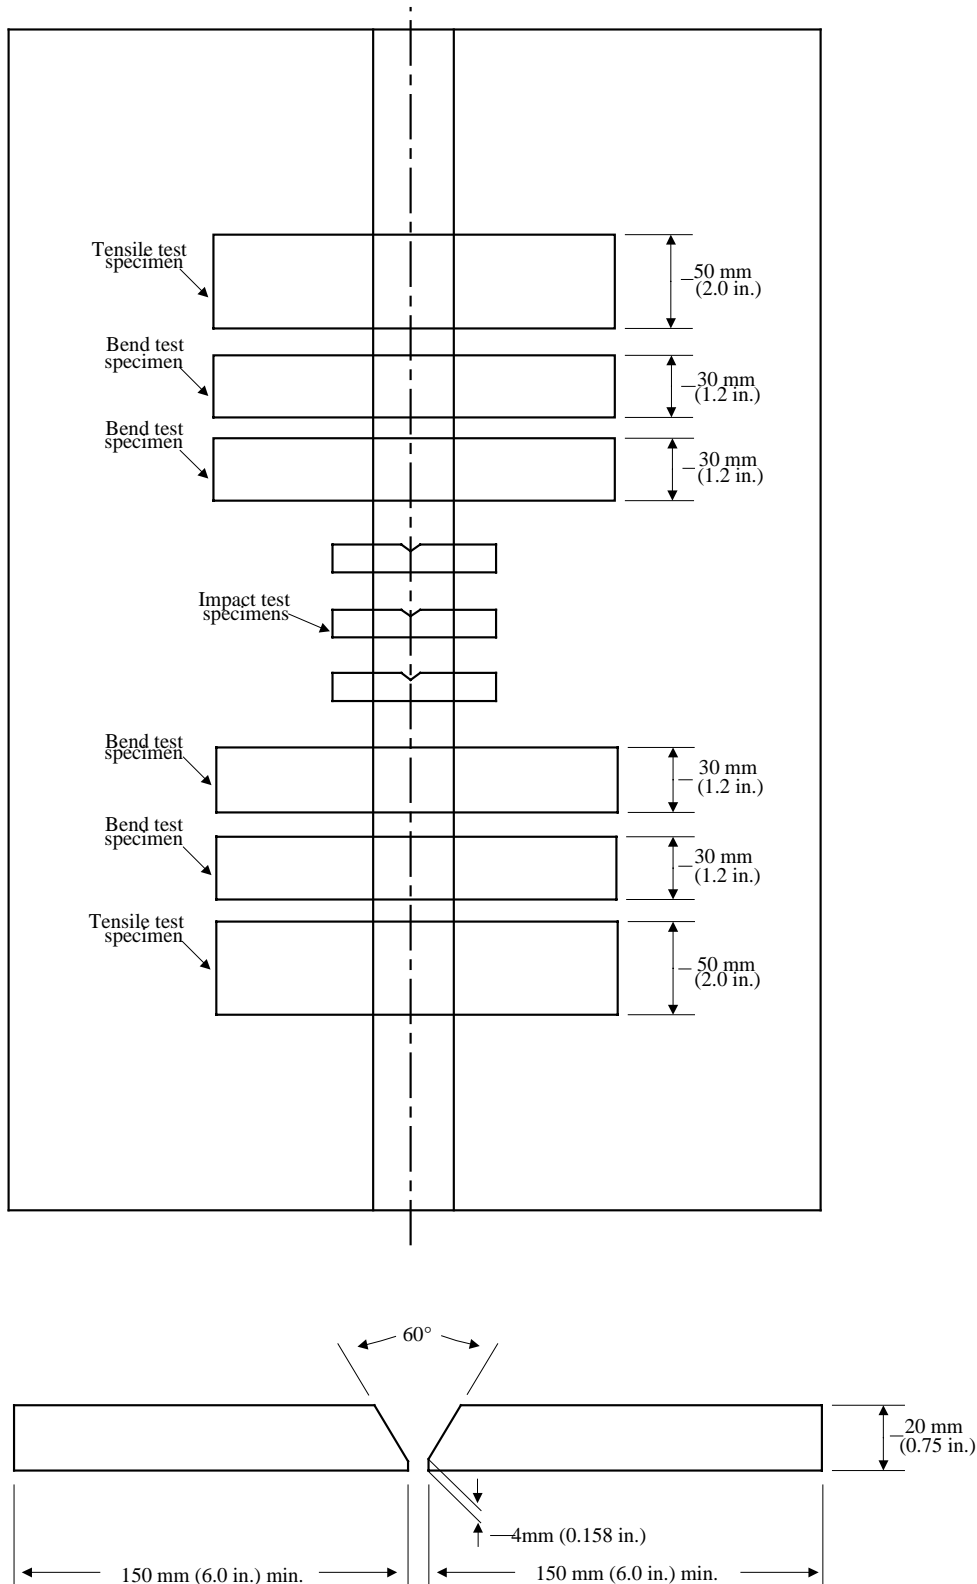 Tensile test
specimen
50 mm
(2.0 in.)
Bend test
specimen
30 mm
(1.2 in.)
Bend test
specimen
30 mm
(1.2 in.)
Impact test
specimens
Bend test
specimen
30 mm
(1.2 in.)
Bend test
specimen
30 mm
(1.2 in.)
Tensile test
specimen
50 mm
(2.0 in.)
60°
20 mm
(0.75 in.)
4mm (0.158 in.)
150 mm (6.0 in.) min.
150 mm (6.0 in.) min.